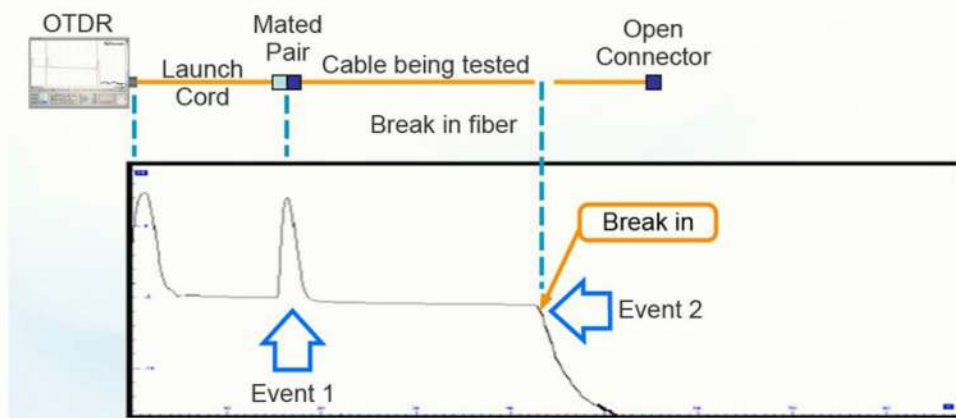 OTDR
Mated
Pair
Open
Connector
Launch
Cord
Cable being tested
Break in fiber
Break in
Event 2
Event 1